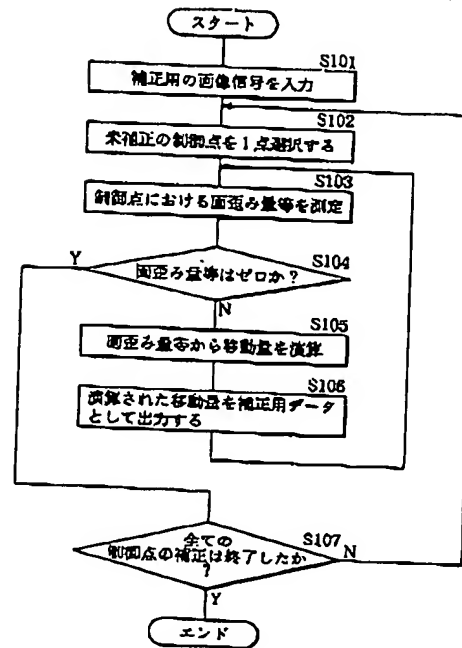 スタート
S101
補正用の画像信号を入力
S102
未補正の制御点を1点選択する
S103
制御点における画歪み量等を測定
S104
Y
画歪み量等はゼロか?
N
S105
画歪み量等から移動量を演算
S106
演算された移動量を補正用データ
として出力する
S107
全ての
制御点の補正は終了したか
?
N
Y
エンド